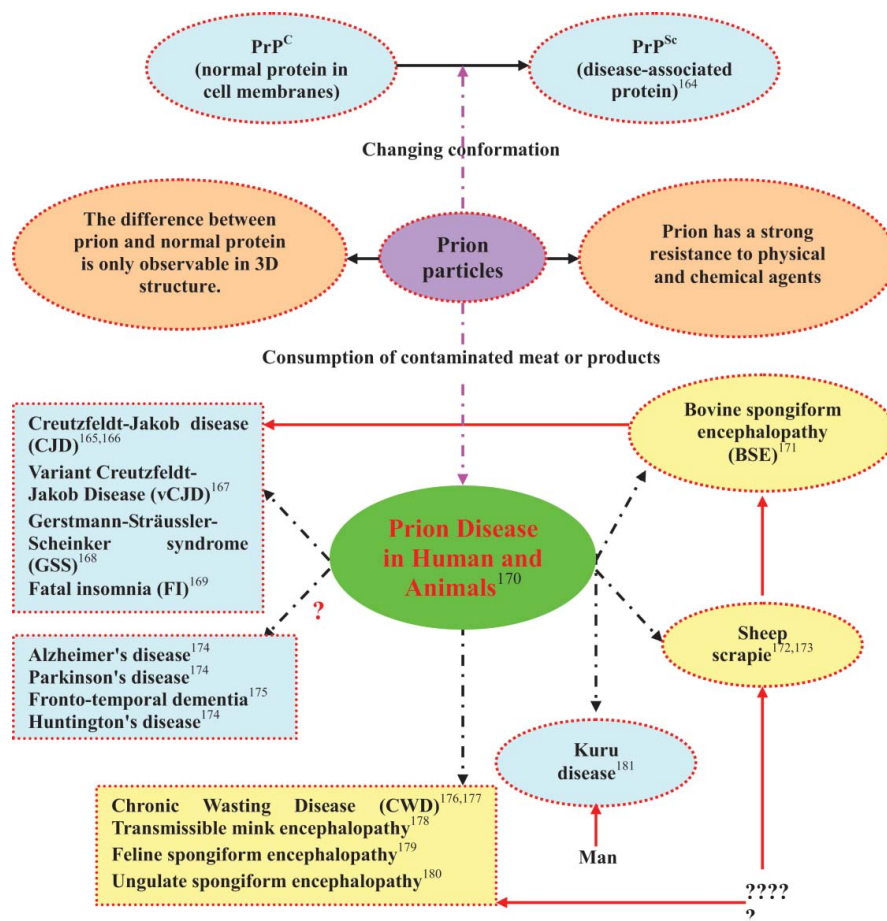 PrP^C
(normal protein in
cell membranes)
PrP^Sc
(disease-associated
protein)^164
Changing conformation
The difference between
prion and normal protein
is only observable in 3D
structure.
Prion
particles
Prion has a strong
resistance to physical
and chemical agents
Consumption of contaminated meat or products
Creutzfeldt-Jakob disease
(CJD)^165,166
Variant Creutzfeldt-
Jakob Disease (vCJD)^167
Gerstmann-Sträussler-
Scheinker syndrome
(GSS)^168
Fatal insomnia (FI)^169
Bovine spongiform
encephalopathy
(BSE)^171
Prion Disease
in Human and
Animals^170
?
Sheep
scrapie^172,173
Alzheimer's disease^174
Parkinson's disease^174
Fronto-temporal dementia^175
Huntington's disease^174
Kuru
disease^181
Chronic Wasting Disease (CWD)^176,177
Transmissible mink encephalopathy^178
Feline spongiform encephalopathy^179
Ungulate spongiform encephalopathy^180
Man
????
?